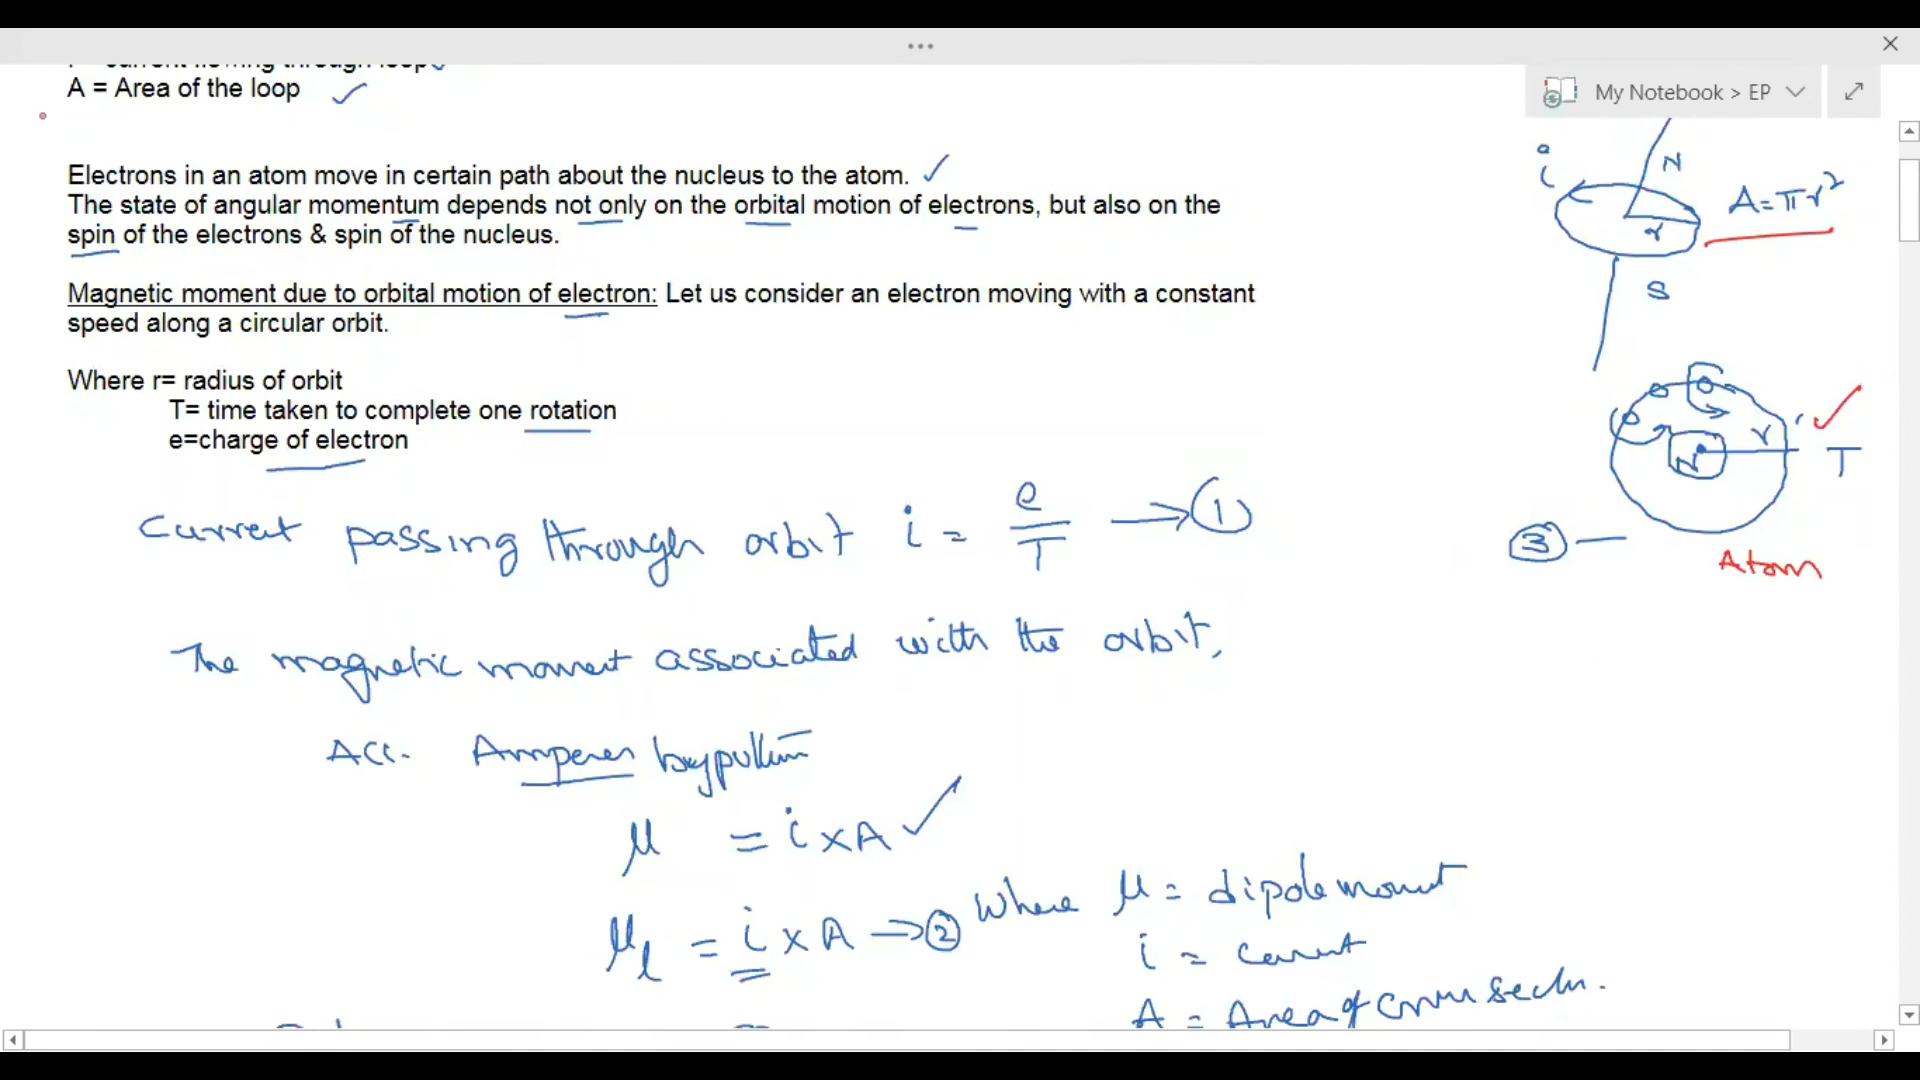 A = Area of the loop
My Notebook > EP
Electrons in an atom move in certain path about the nucleus to the atom.
The state of angular momentum depends not only on the orbital motion of electrons, but also on the
spin of the electrons & spin of the nucleus.
Magnetic moment due to orbital motion of electron: Let us consider an electron moving with a constant
speed along a circular orbit.
Where r= radius of orbit
T= time taken to complete one rotation
e=charge of electron
i
N
r
A=πr²
S
N
r
T
3
Atom
Current passing through orbit i = e/T → 1
The magnetic moment associated with the orbit,
Acc. Amperes
μ = i×A
μl = i×A → 2
Where μ = dipole
i =
A = Area of